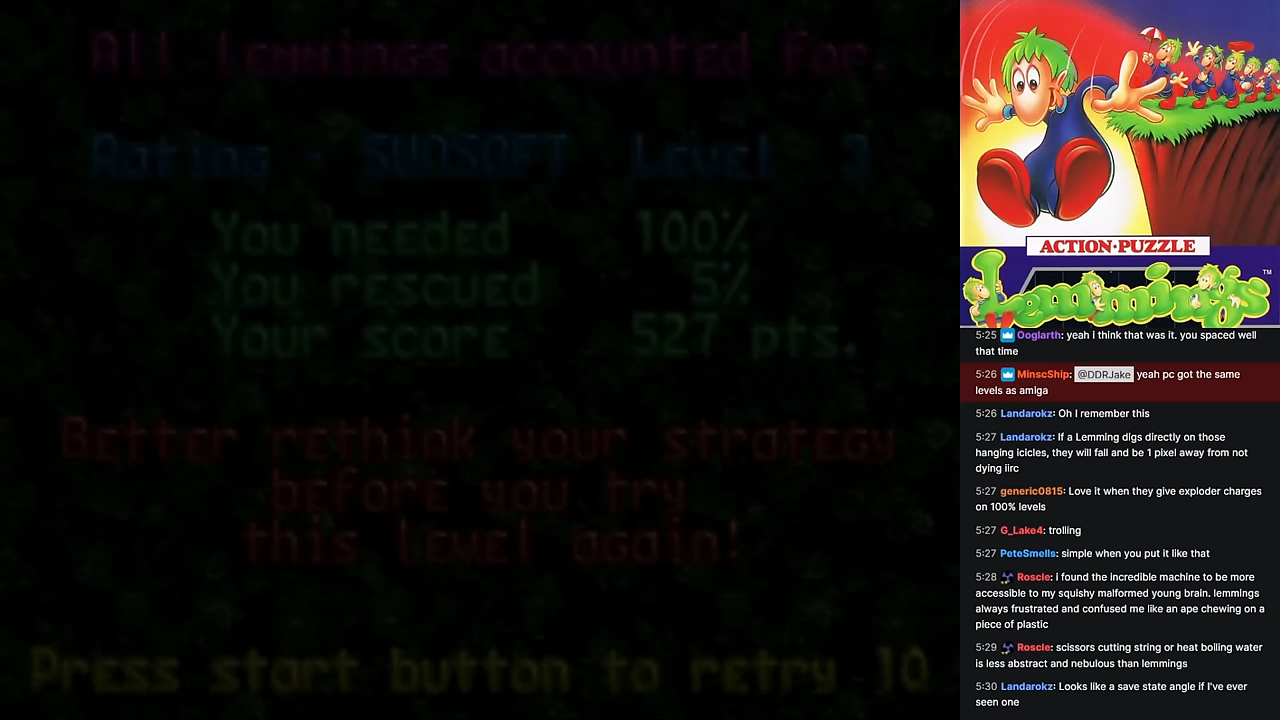 All lemmings accounted for.
Rating - SUNSOFT Level 3
You needed 100%
You rescued 5%
Your score 527 pts.
Better rethink your strategy
before you try
this level again!
Press start button to retry 10
ACTION·PUZZLE
Lemmings
TM
5:25 Ooglarth: yeah i think that was it. you spaced well
that time
5:26 MinscShip: @DDRJake yeah pc got the same
levels as amiga
5:26 Landarokz: Oh I remember this
5:27 Landarokz: If a Lemming digs directly on those
hanging icicles, they will fall and be 1 pixel away from not
dying iirc
5:27 generic0815: Love it when they give exploder charges
on 100% levels
5:27 G_Lake4: trolling
5:27 PeteSmells: simple when you put it like that
5:28 Roscle: i found the incredible machine to be more
accessible to my squishy malformed young brain. lemmings
always frustrated and confused me like an ape chewing on a
piece of plastic
5:29 Roscle: scissors cutting string or heat boiling water
is less abstract and nebulous than lemmings
5:30 Landarokz: Looks like a save state angle if I've ever
seen one